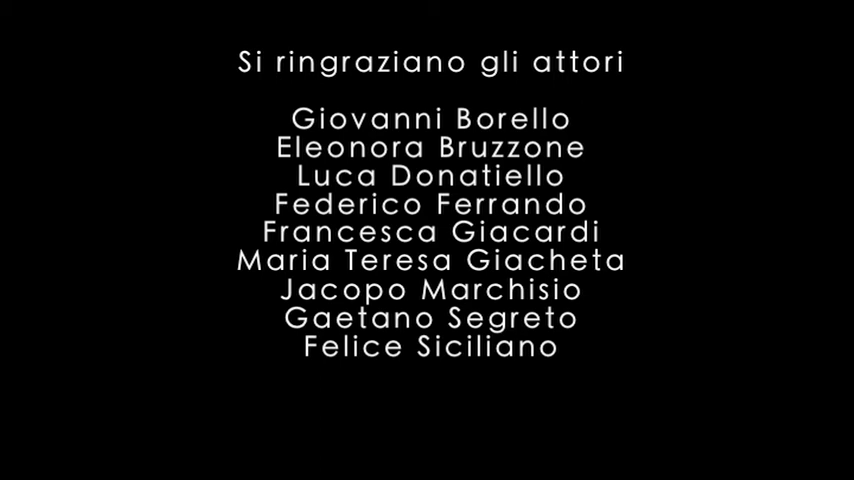 Si ringraziano gli attori
Giovanni Borello
Eleonora Bruzzone
Luca Donatiello
Federico Ferrando
Francesca Giacardi
Maria Teresa Giacheta
Jacopo Marchisio
Gaetano Segreto
Felice Siciliano